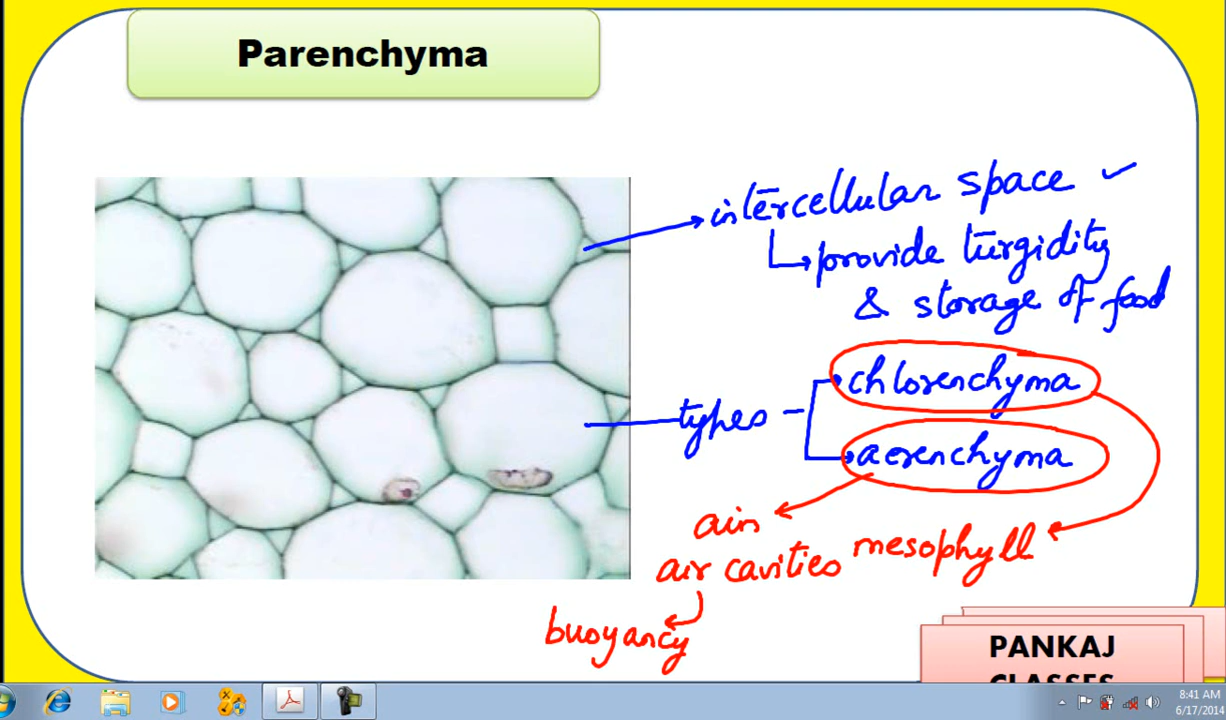 Parenchyma
intercellular space
provide turgidity
& storage of food
types
chlorenchyma
aerenchyma
air
air cavities
mesophyll
buoyancy
PANKAJ
CLASSES
8:41 AM
6/17/2014